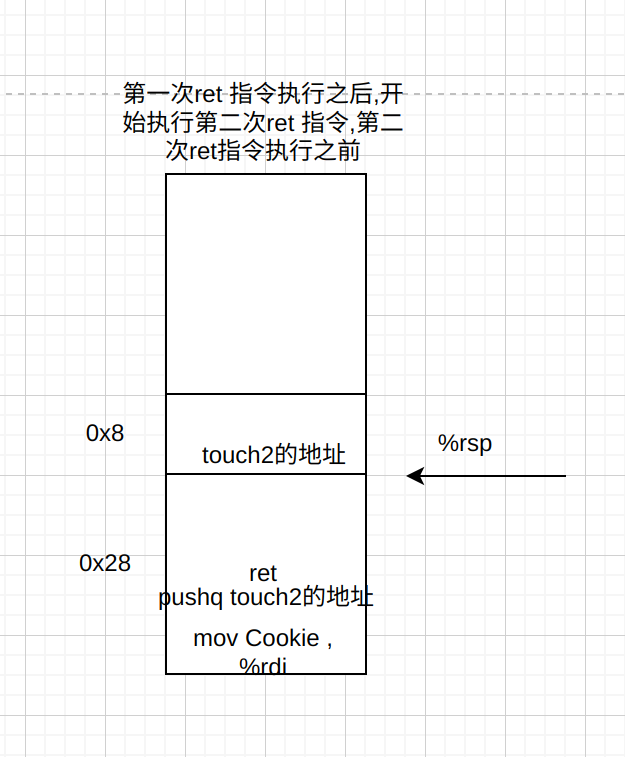 第一次ret 指令执行之后,开
始执行第二次ret 指令,第二
次ret指令执行之前
0x8
touch2的地址
%rsp
0x28
ret
pushq touch2的地址
mov Cookie ,
%rdi